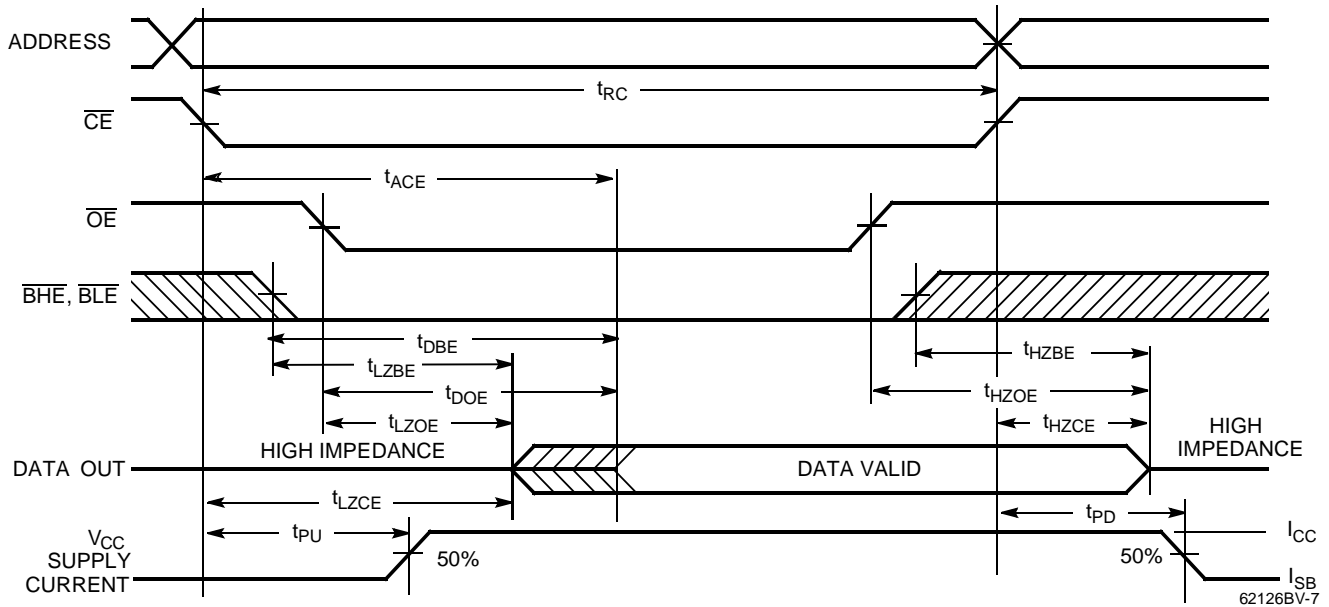 ADDRESS
tRC
CE
tACE
OE
BHE, BLE
tDBE
tLZBE
tHZBE
tDOE
tHZOE
tLZOE
tHZCE
HIGH IMPEDANCE
HIGH
IMPEDANCE
DATA OUT
DATA VALID
tLZCE
tPU
tPD
VCC
SUPPLY
CURRENT
50%
50%
ICC
ISB
62126BV-7